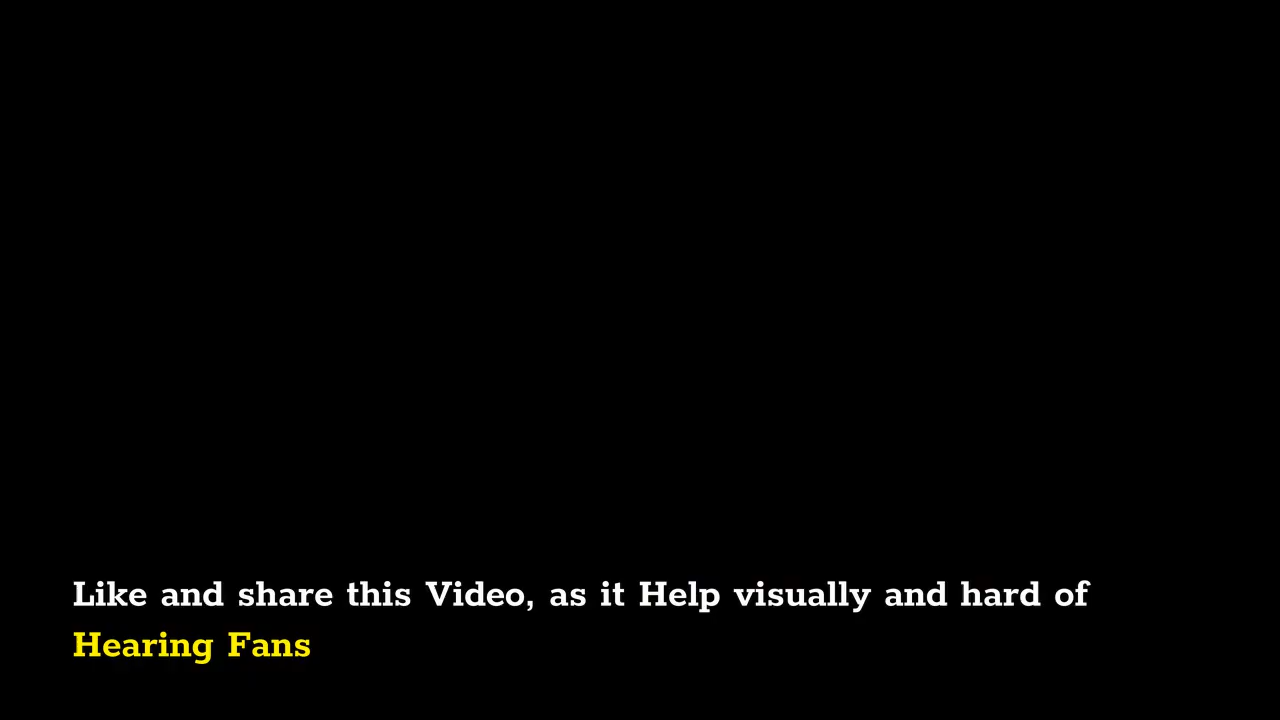 Like and share this Video, as it Help visually and hard of
Hearing Fans